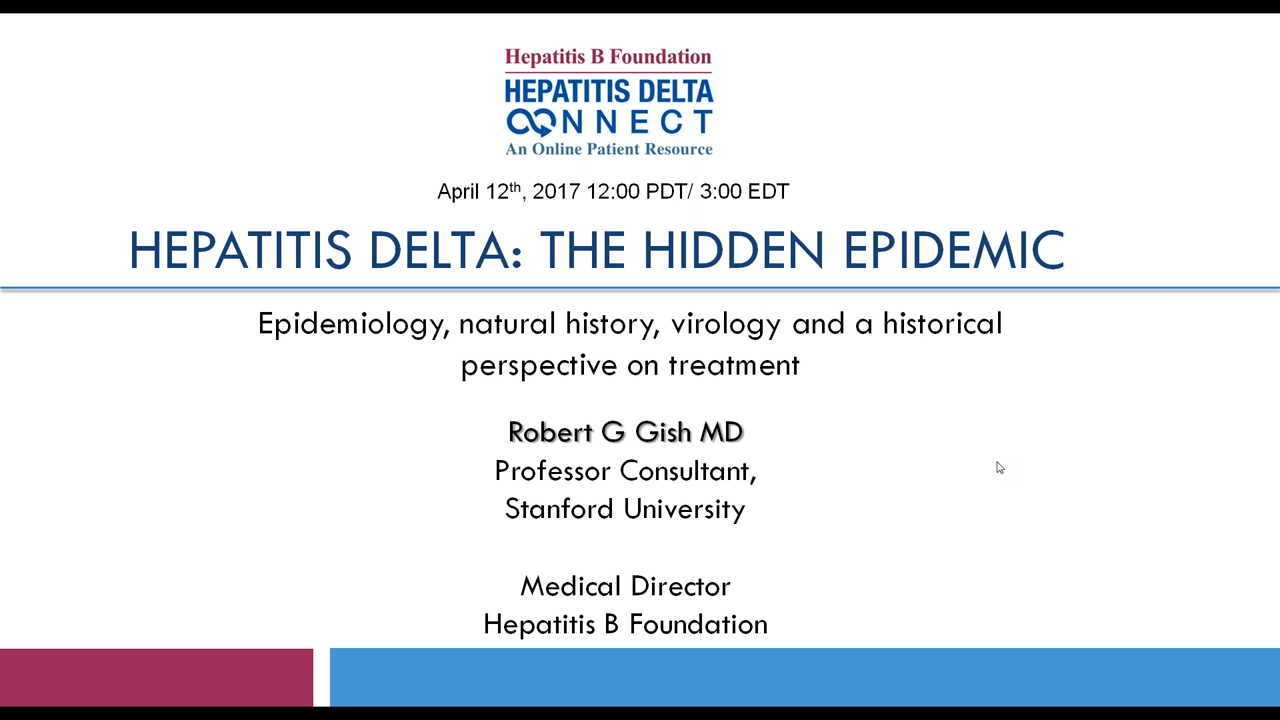 Hepatitis B Foundation
HEPATITIS DELTA
CONNECT
An Online Patient Resource
April 12th, 2017 12:00 PDT/ 3:00 EDT
HEPATITIS DELTA: THE HIDDEN EPIDEMIC
Epidemiology, natural history, virology and a historical
perspective on treatment
Robert G Gish MD
Professor Consultant,
Stanford University
Medical Director
Hepatitis B Foundation